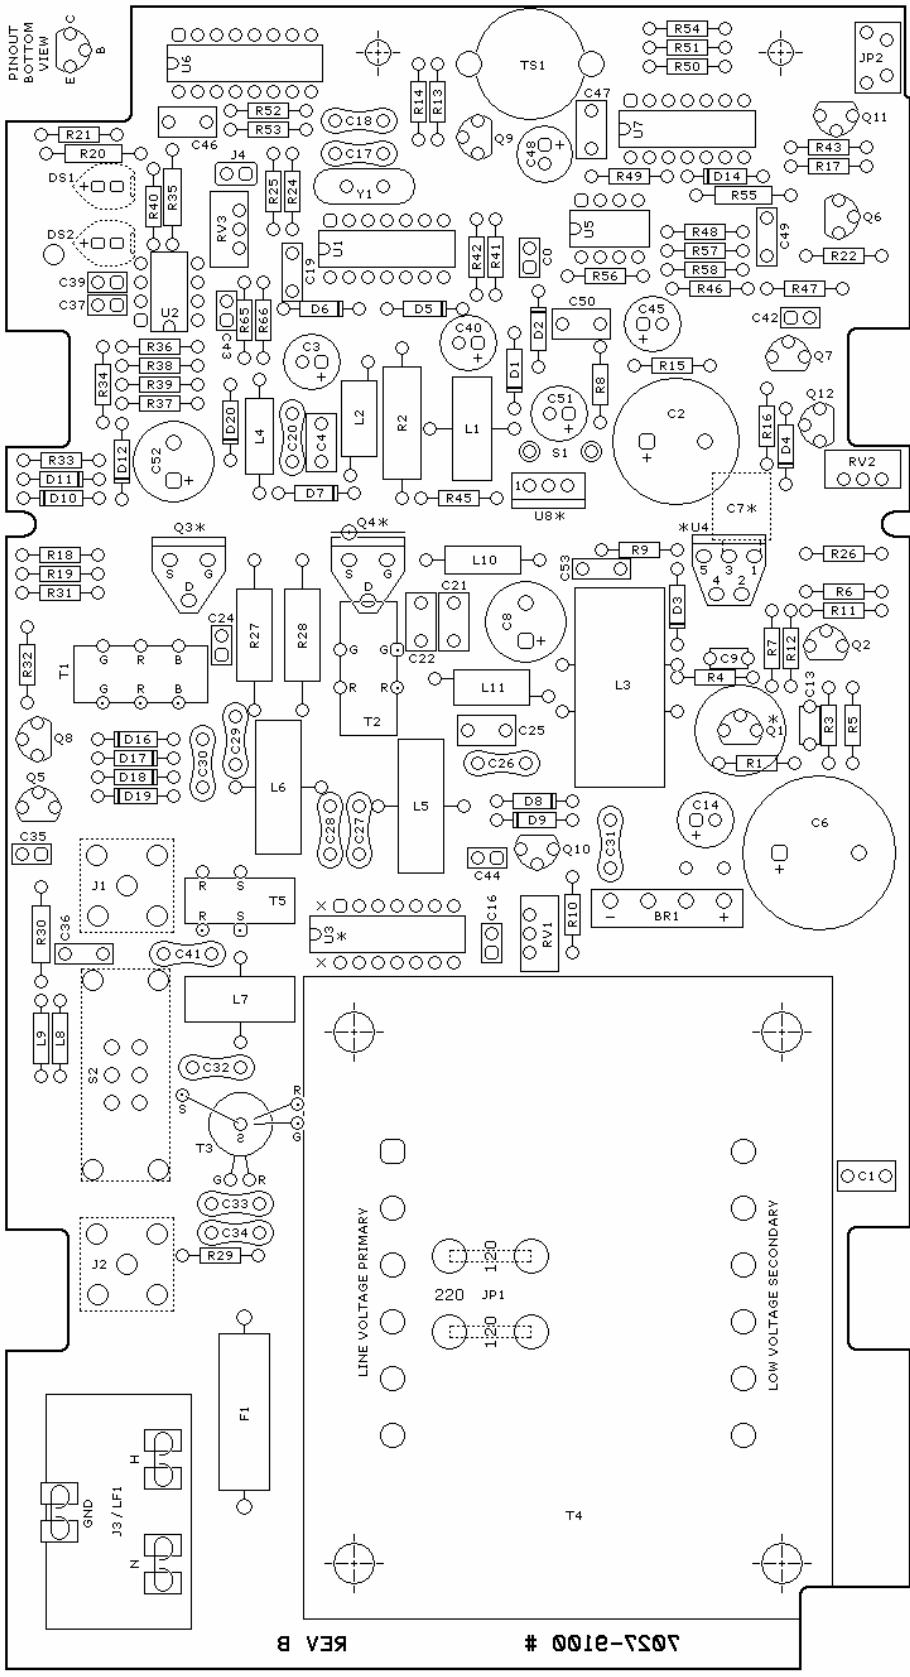 PINOUT
BOTTOM
VIEW
C
B
E
U6
TS1
R54
R51
R50
JP2
R14
R13
C47
R52
R53
C46
C18
C17
Q9
C48
U7
Q11
R43
R17
R21
R20
DS1
J4
R40
R35
R25
R24
Y1
R49
D14
R55
RV3
DS2
U1
R42
R41
C0
U5
R48
R57
R58
C49
Q6
R22
C39
C37
U2
C19
R56
R46
R47
C43
R65
R66
D6
D5
C40
D2
C50
C45
C42
R36
R38
R39
R37
R34
C3
D1
R8
R15
Q7
D20
L4
C20
C4
L2
R2
L1
C51
S1
C2
R16
D4
Q12
C52
D12
R33
D11
D10
D7
R45
1
U8*
RV2
C7*
*U4
Q3*
S
G
D
Q4*
S
G
D
L10
C53
R9
5
3
1
4
2
R26
R18
R19
R31
C24
R27
R28
C21
C22
C8
D3
R6
R11
R7
R12
Q2
R32
T1
G
R
B
G
R
B
G
G
R
R
T2
L11
L3
C9
R4
C13
R3
R5
*
Q1
R1
Q8
D16
D17
D18
D19
C30
C29
C25
C26
Q5
L6
L5
C28
C27
D8
D9
C31
C14
C6
C35
J1
C44
Q10
R
S
T5
R
S
C16
RV1
R10
BR1
-
+
R30
C36
C41
X
U3*
X
L7
L9
L8
S2
C32
S
S
R
G
T3
G
R
C33
C34
J2
R29
C1
LINE VOLTAGE PRIMARY
LOW VOLTAGE SECONDARY
120
220
JP1
120
F1
H
GND
J3 / LF1
N
T4
REV B
7027-9100 #